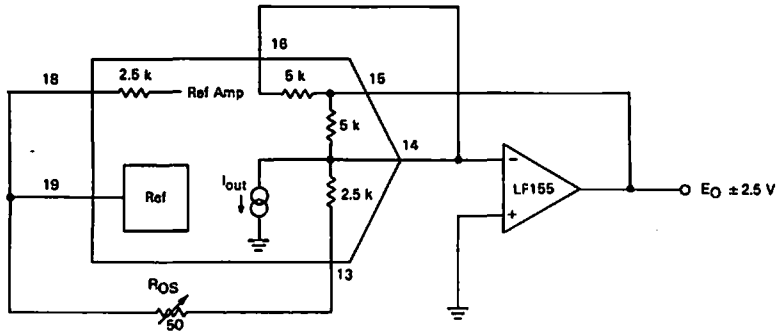 16
18
2.5 k
Ref Amp
5 k
15
5 k
14
19
Ref
Iout
2.5 k
−
LF155
+
EO ±2.5 V
13
ROS
50